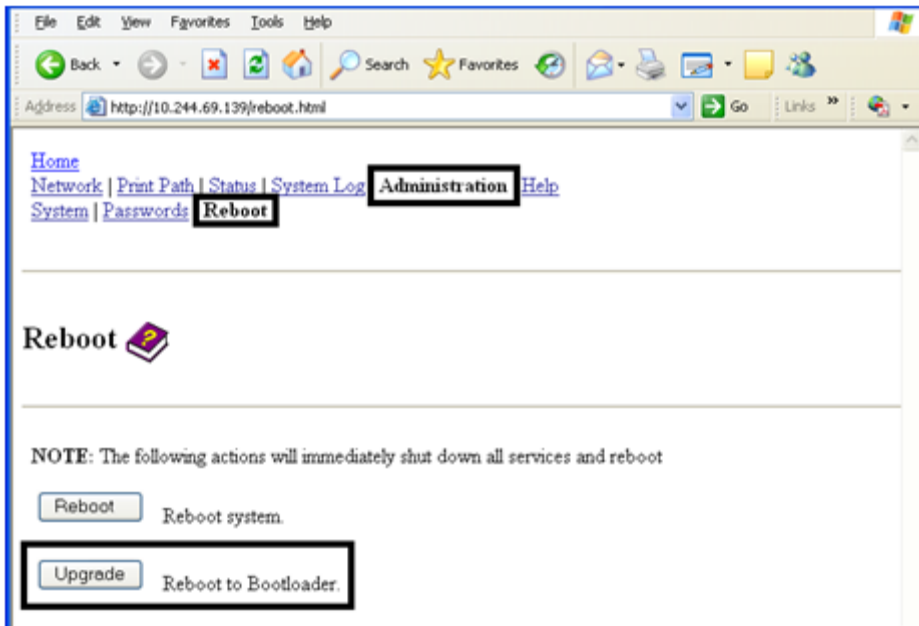 File Edit View Favorites Tools Help
Back Search Favorites
Address http://10.244.69.139/reboot.html Go Links »
Home
Network | Print Path | Status | System Log Administration Help
System | Passwords Reboot
Reboot ?
NOTE: The following actions will immediately shut down all services and reboot
Reboot Reboot system.
Upgrade Reboot to Bootloader.